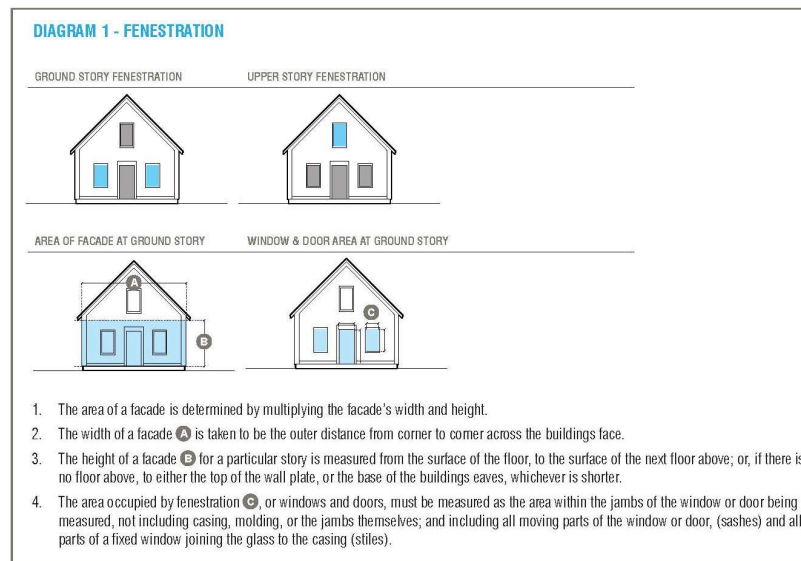 DIAGRAM 1 - FENESTRATION
GROUND STORY FENESTRATION
UPPER STORY FENESTRATION
AREA OF FACADE AT GROUND STORY
WINDOW & DOOR AREA AT GROUND STORY
A
C
B
1. The area of a facade is determined by multiplying the facade's width and height.
2. The width of a facade A is taken to be the outer distance from corner to corner across the buildings face.
3. The height of a facade B for a particular story is measured from the surface of the floor, to the surface of the next floor above; or, if there is
no floor above, to either the top of the wall plate, or the base of the buildings eaves, whichever is shorter.
4. The area occupied by fenestration C, or windows and doors, must be measured as the area within the jambs of the window or door being
measured, not including casing, molding, or the jambs themselves; and including all moving parts of the window or door, (sashes) and all
parts of a fixed window joining the glass to the casing (stiles).